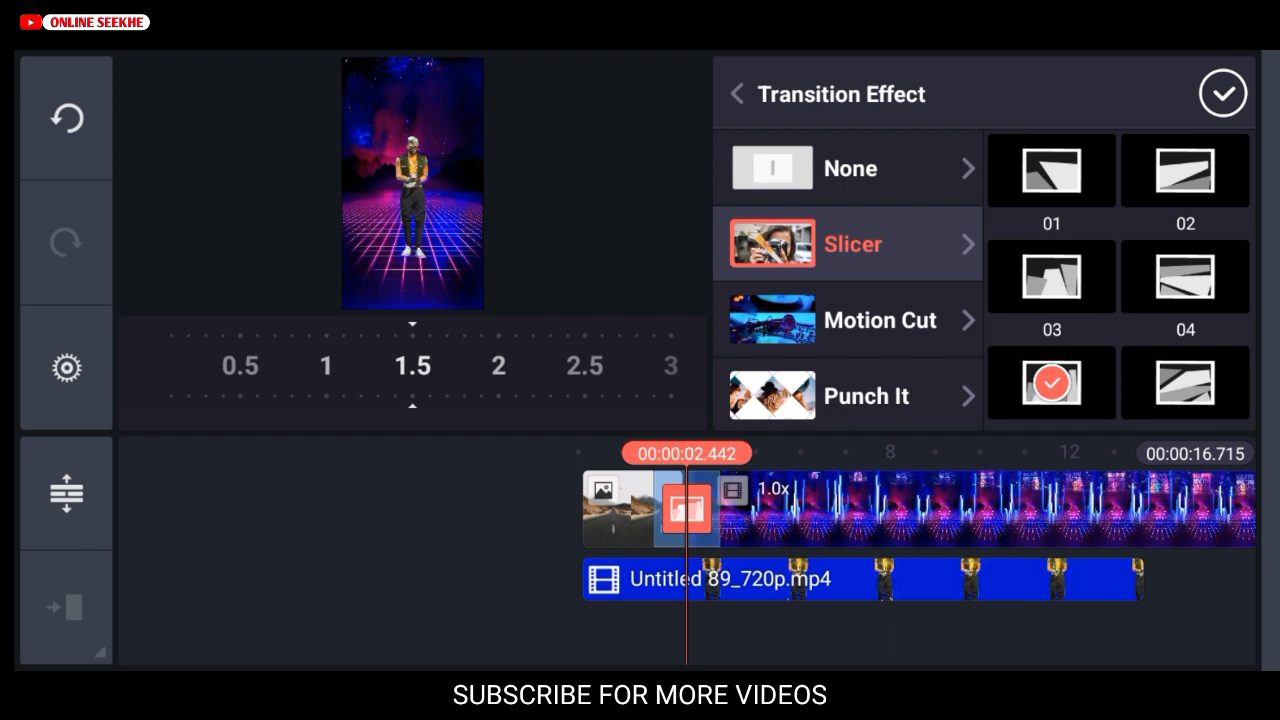 ONLINE SEEKHE
Transition Effect
None
Slicer
Motion Cut
Punch It
01
02
03
04
0.5
1
1.5
2
2.5
3
00:00:02.442
8
12
00:00:16.715
1.0x
Untitled 89_720p.mp4
SUBSCRIBE FOR MORE VIDEOS